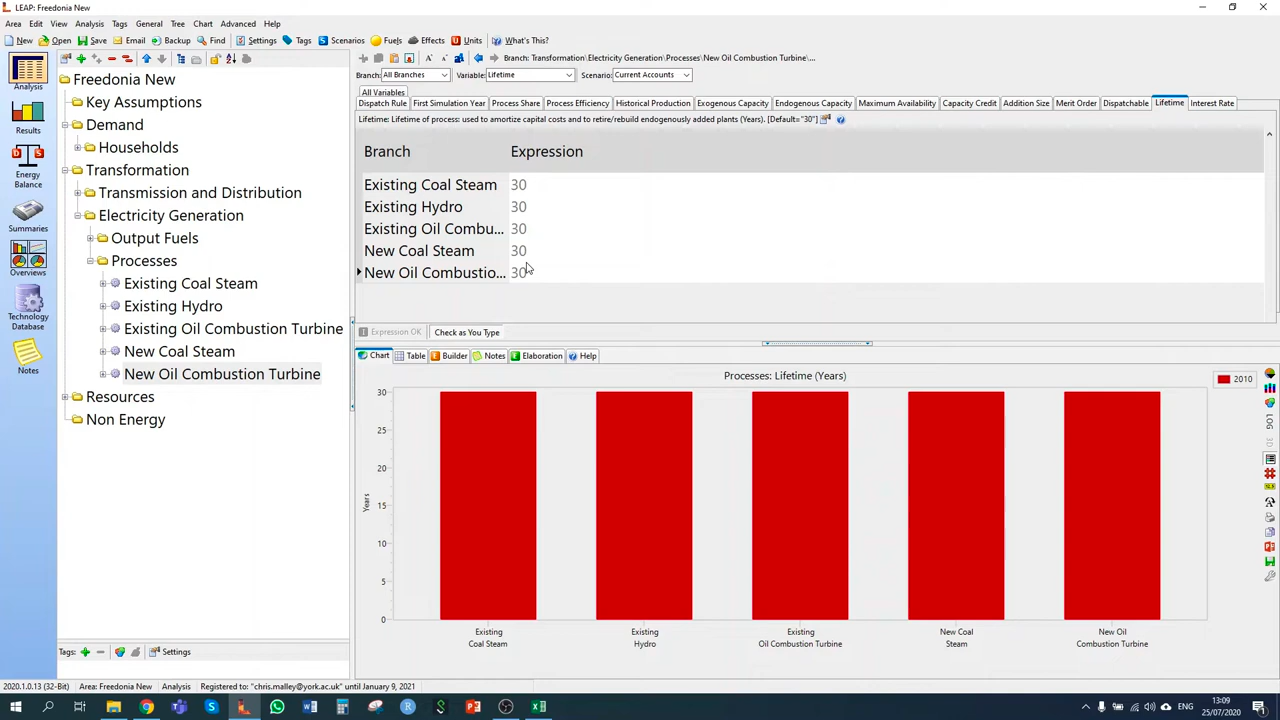 LEAP: Freedonia New
Area Edit View Analysis Tags General Tree Chart Advanced Help
New Open Save Email Backup Find Settings Tags Scenarios Fuels Effects Units What's This?
Analysis
Results
Energy
Balance
Summaries
Overviews
Technology
Database
Notes
Freedonia New
Key Assumptions
Demand
Households
Transformation
Transmission and Distribution
Electricity Generation
Output Fuels
Processes
Existing Coal Steam
Existing Hydro
Existing Oil Combustion Turbine
New Coal Steam
New Oil Combustion Turbine
Resources
Non Energy
Tags: Settings
Branch: Transformation\Electricity Generation\Processes\New Oil Combustion Turbine\...
Branch: All Branches Variable: Lifetime Scenario: Current Accounts
All Variables
Dispatch Rule First Simulation Year Process Share Process Efficiency Historical Production Exogenous Capacity Endogenous Capacity Maximum Availability Capacity Credit Addition Size Merit Order Dispatchable Lifetime Interest Rate
Lifetime: Lifetime of process: used to amortize capital costs and to retire/rebuild endogenously added plants (Years). [Default="30"]
Branch Expression
Existing Coal Steam 30
Existing Hydro 30
Existing Oil Combu... 30
New Coal Steam 30
New Oil Combustio... 30
Expression OK Check as You Type
Chart Table Builder Notes Elaboration Help
Processes: Lifetime (Years)
2010
LOG
3D
Years
30
25
20
15
10
5
0
Existing
Coal Steam
Existing
Hydro
Existing
Oil Combustion Turbine
New Coal
Steam
New Oil
Combustion Turbine
2020.1.0.13 (32-Bit) Area: Freedonia New Analysis Registered to: "chris.malley@york.ac.uk" until January 9, 2021
ENG
13:09
25/07/2020